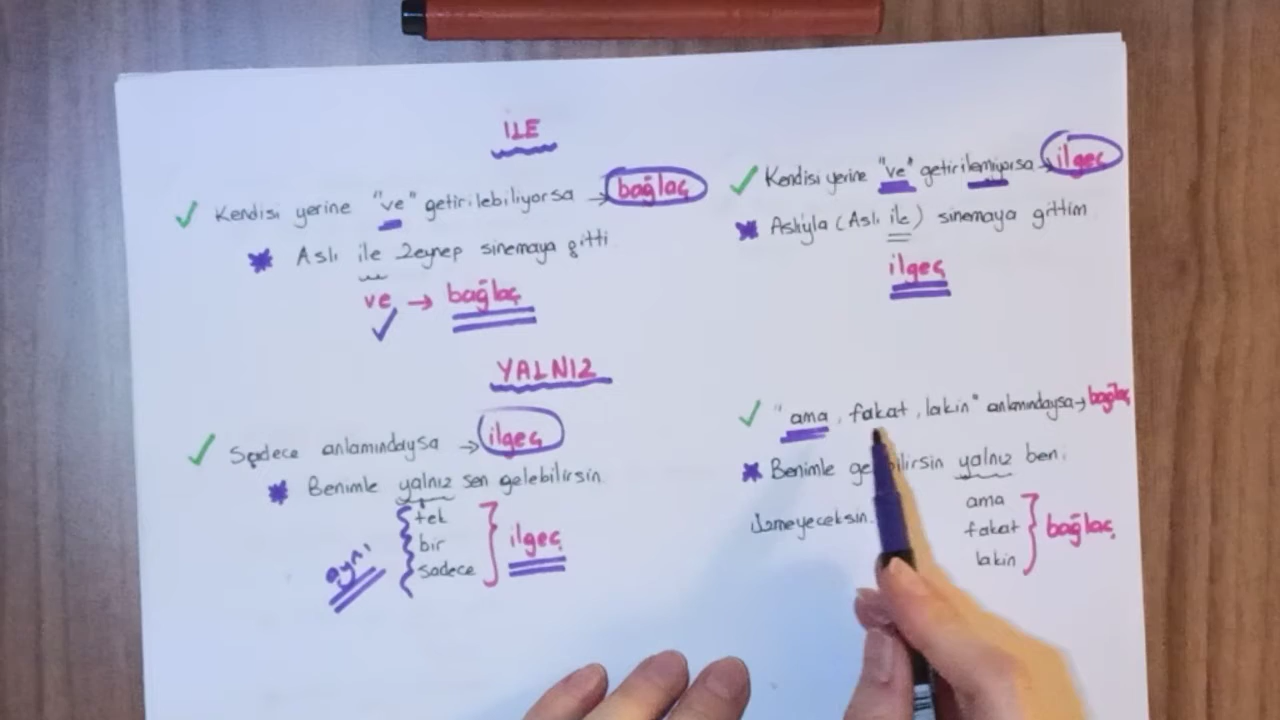 İLE
✓ Kendisi yerine "ve" getirilebiliyorsa → bağlaç
* Aslı ile Zeynep sinemaya gitti
ve → bağlaç
✓
✓ Kendisi yerine "ve" getirilemiyorsa → ilgeç
* Aslıyla (Aslı ile) sinemaya gittim
ilgeç
YALNIZ
✓ Sadece anlamındaysa → ilgeç
* Benimle yalnız sen gelebilirsin.
tek
bir
sadece
aynı
ilgeç
✓ "ama, fakat, lakin" anlamındaysa → bağlaç
* Benimle yalnız ben
ama
fakat
lakin
bağlaç